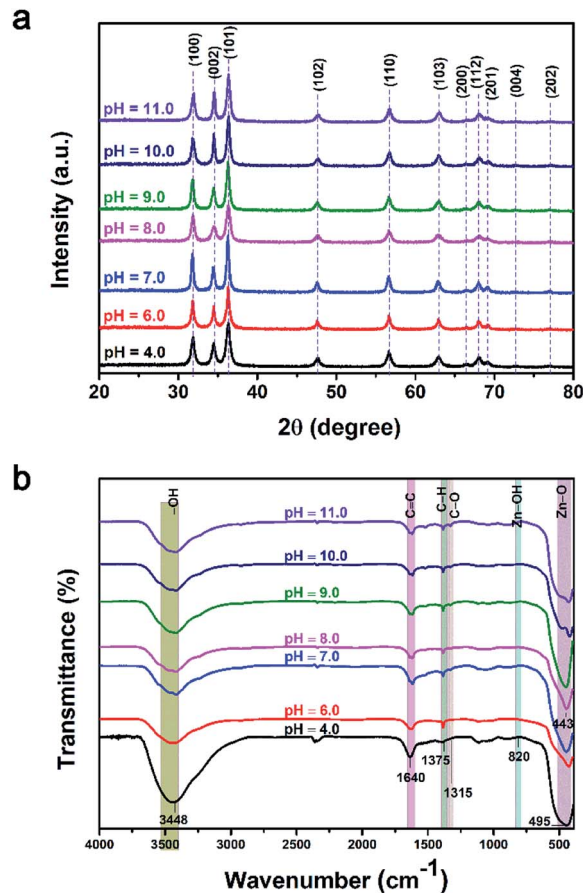 a
(100)
(002)
(101)
(102)
(110)
(103)
(200)
(112)
(201)
(004)
(202)
pH = 11.0
pH = 10.0
pH = 9.0
pH = 8.0
pH = 7.0
pH = 6.0
pH = 4.0
Intensity (a.u.)
20 30 40 50 60 70 80
2θ (degree)
b
–OH
C=C
C–H
C–O
Zn–OH
Zn–O
pH = 11.0
pH = 10.0
pH = 9.0
pH = 8.0
pH = 7.0
pH = 6.0
pH = 4.0
443
3448
1640
1375
1315
820
495
Transmittance (%)
4000 3500 3000 2500 2000 1500 1000 500
Wavenumber (cm⁻¹)